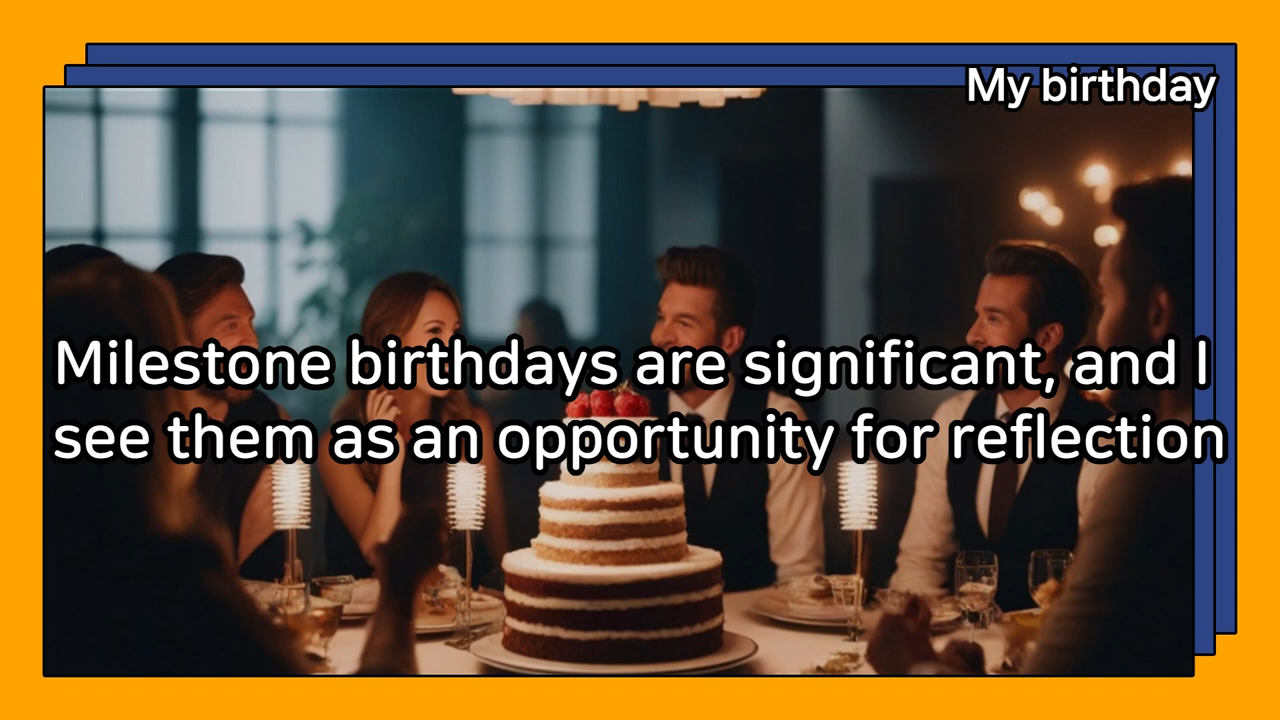 My birthday
Milestone birthdays are significant, and I
see them as an opportunity for reflection